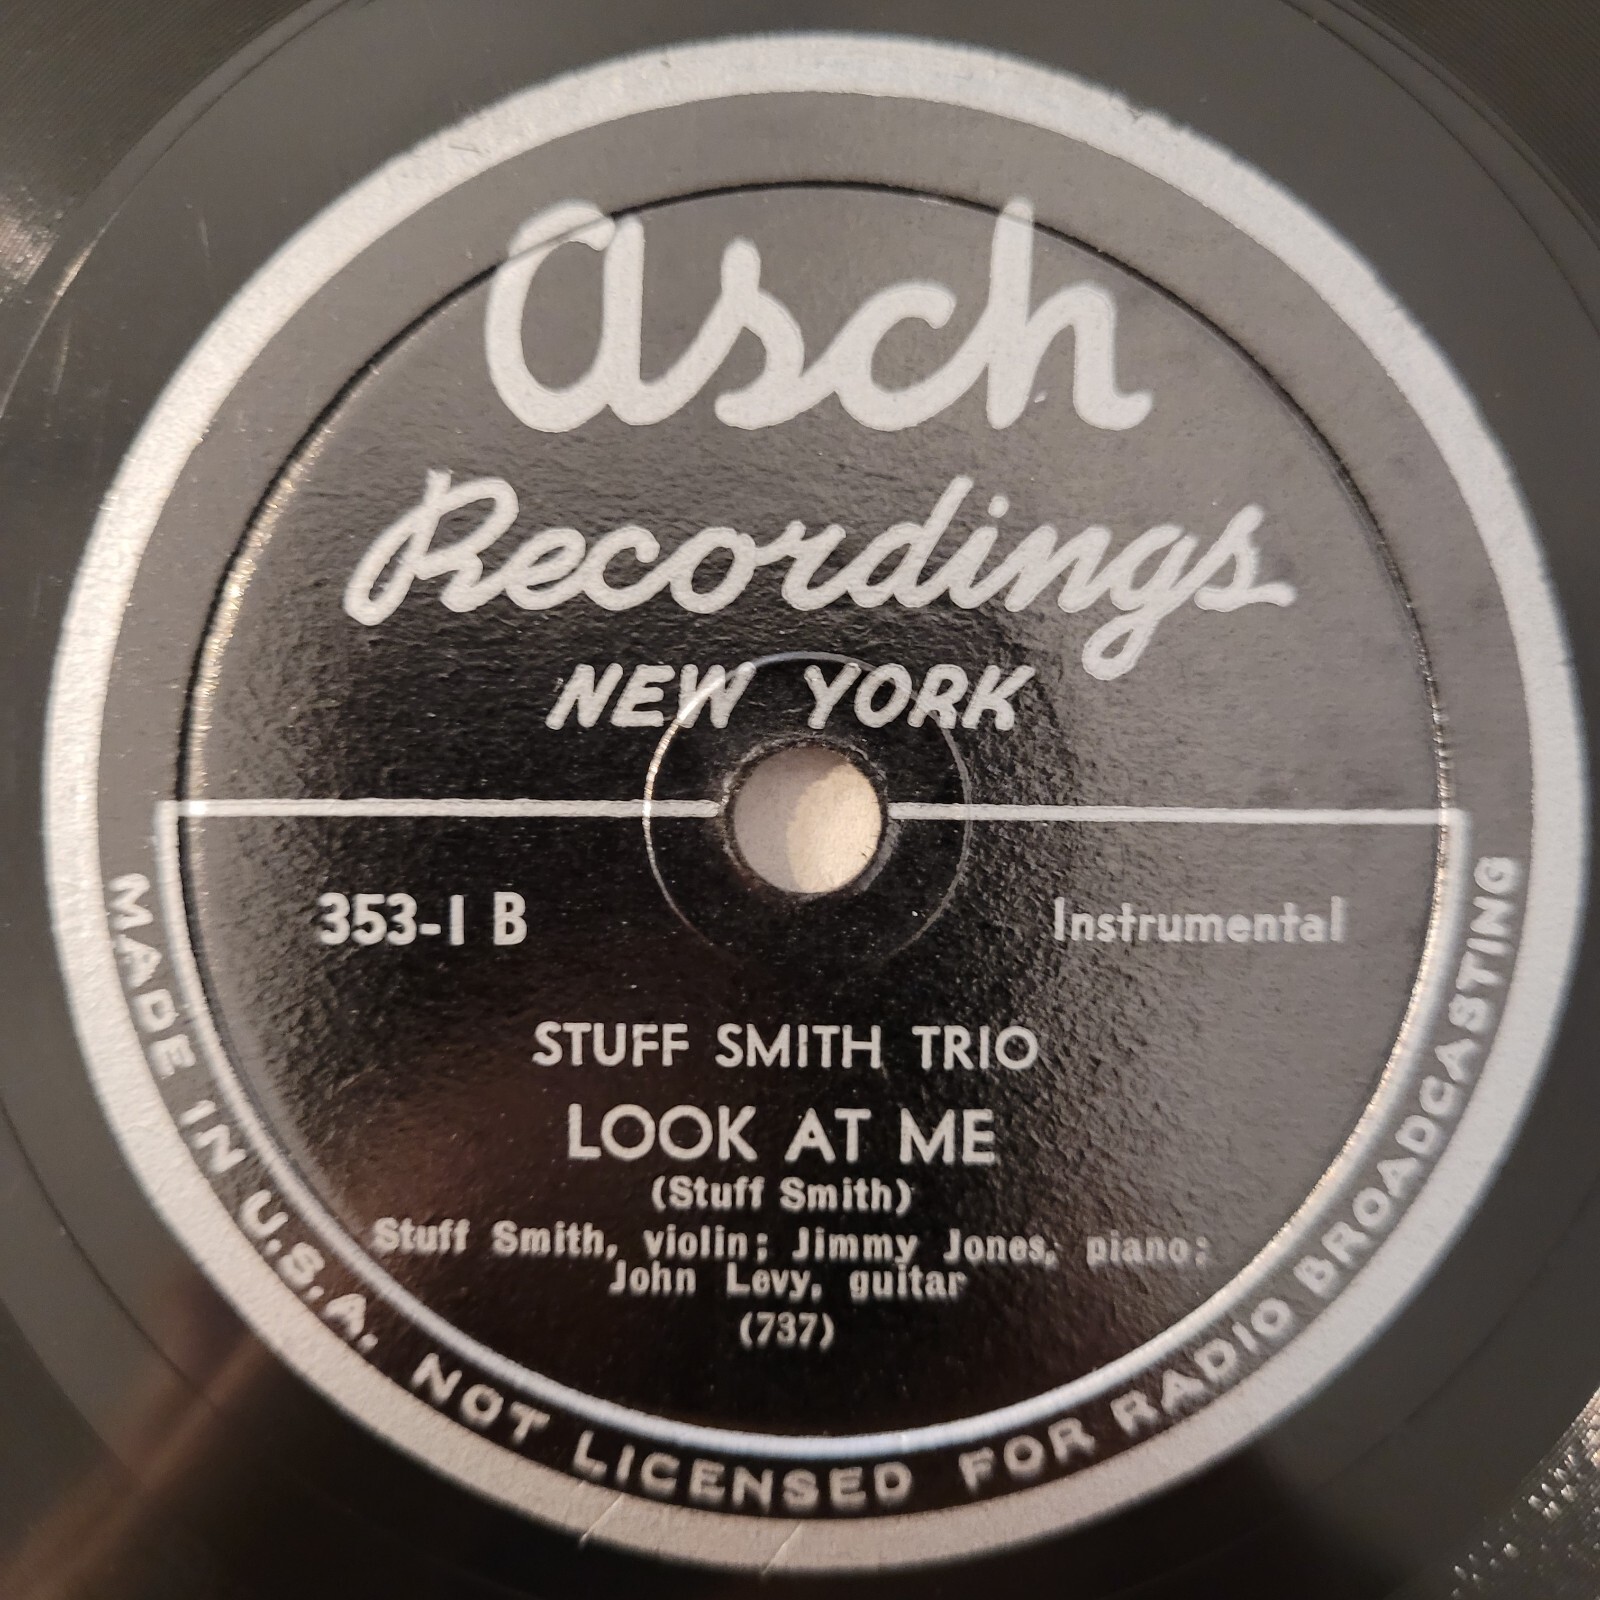 asch
Recordings
NEW YORK
353-1 B
Instrumental
STUFF SMITH TRIO
LOOK AT ME
(Stuff Smith)
Stuff Smith, violin; Jimmy Jones, piano;
John Levy, guitar
(737)
MADE IN U.S.A. NOT LICENSED FOR RADIO BROADCASTING